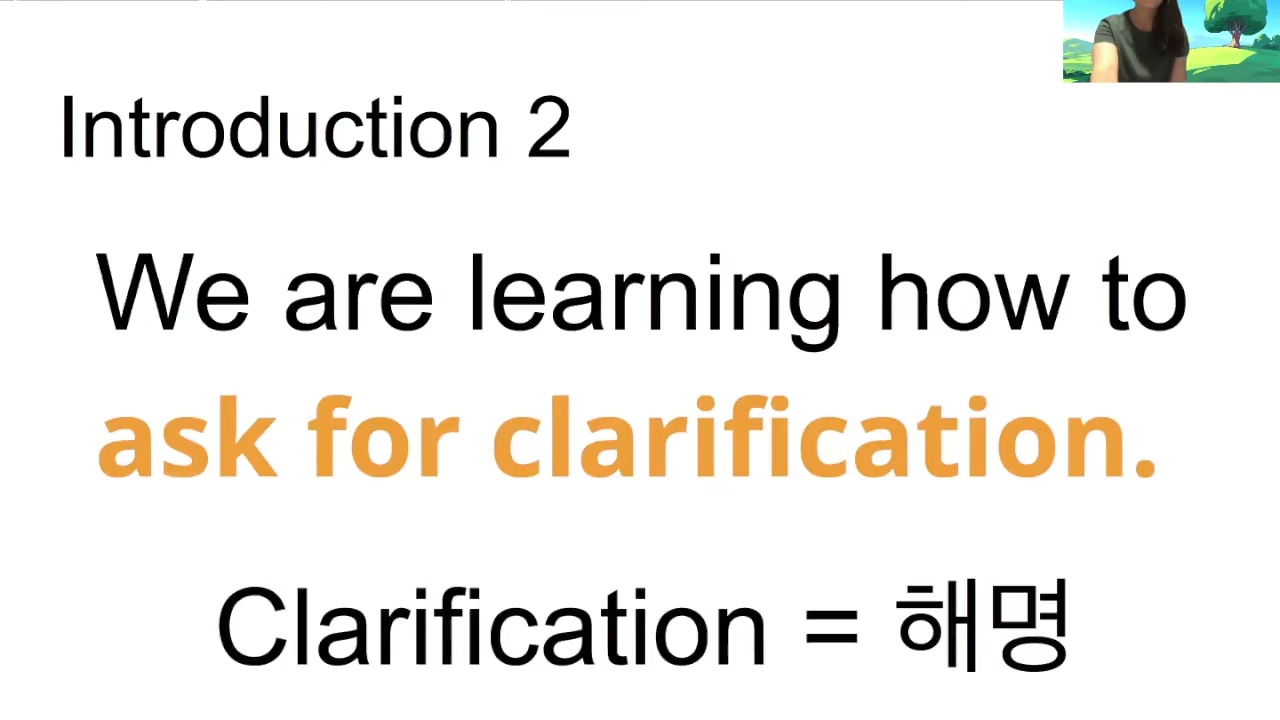 Introduction 2
We are learning how to
ask for clarification.
Clarification = 해명